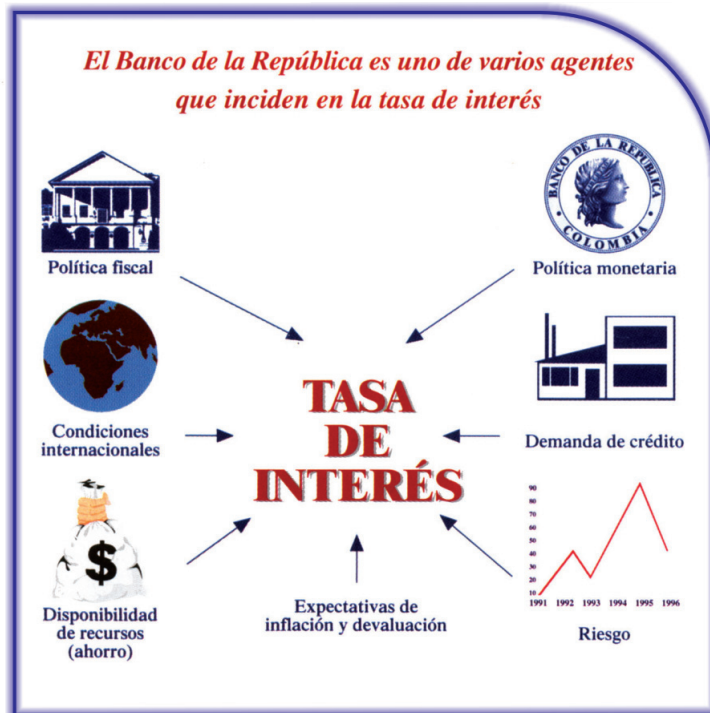 El Banco de la República es uno de varios agentes
que inciden en la tasa de interés
BANCO DE LA REPUBLICA
COLOMBIA
Política fiscal
Política monetaria
Condiciones
internacionales
TASA
DE
INTERÉS
Demanda de crédito
$
Disponibilidad
de recursos
(ahorro)
Expectativas de
inflación y devaluación
90
80
70
60
50
40
30
20
10
1991 1992 1993 1994 1995 1996
Riesgo